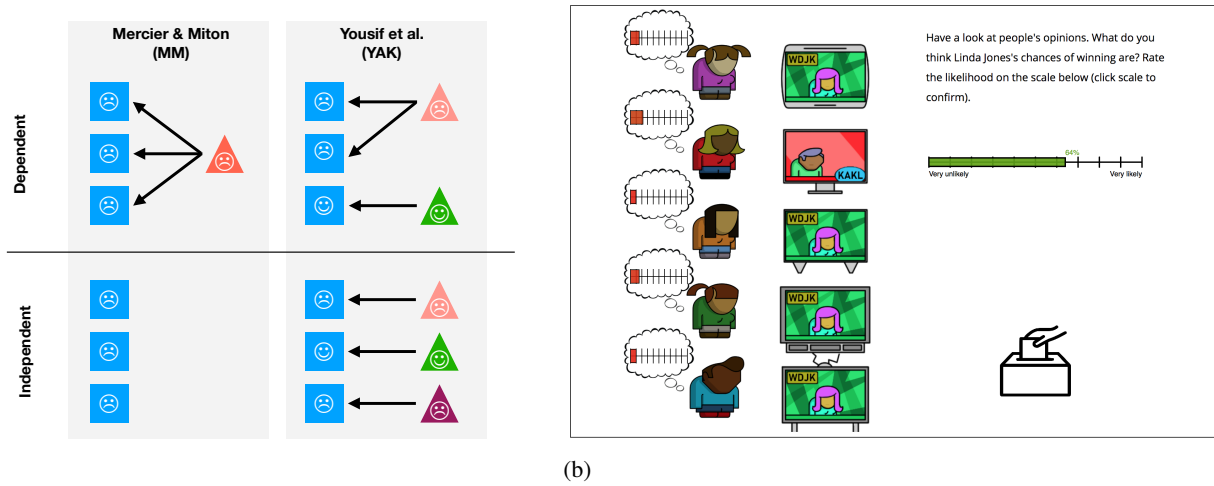 Mercier & Miton
(MM)
Yousif et al.
(YAK)
Dependent
Independent
WDJK
KAKL
WDJK
WDJK
WDJK
Have a look at people's opinions. What do you
think Linda Jones's chances of winning are? Rate
the likelihood on the scale below (click scale to
confirm).
64%
Very unlikely
Very likely
(b)